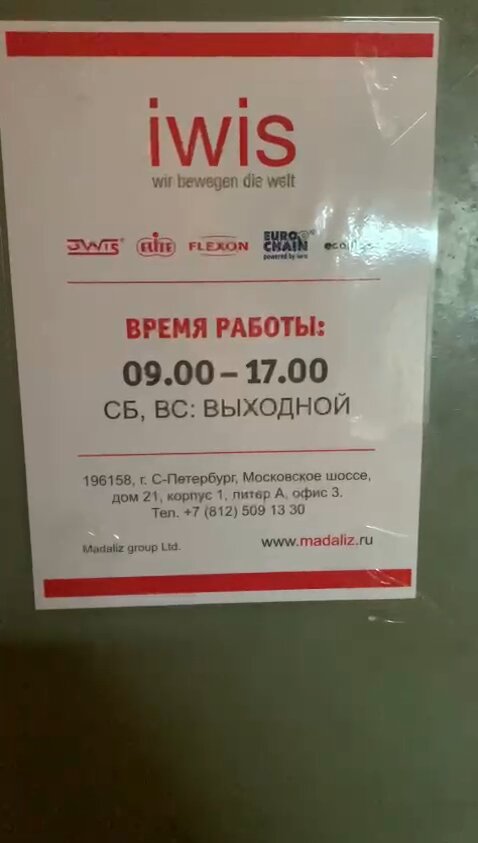 iwis
wir bewegen die welt
JWIS ELITE FLEXON EURO CHAIN powered by iwis
ВРЕМЯ РАБОТЫ:
09.00 – 17.00
СБ, ВС: ВЫХОДНОЙ
196158, г. С-Петербург, Московское шоссе,
дом 21, корпус 1, литер А, офис 3.
Тел. +7 (812) 509 13 30
Madaliz group Ltd. www.madaliz.ru